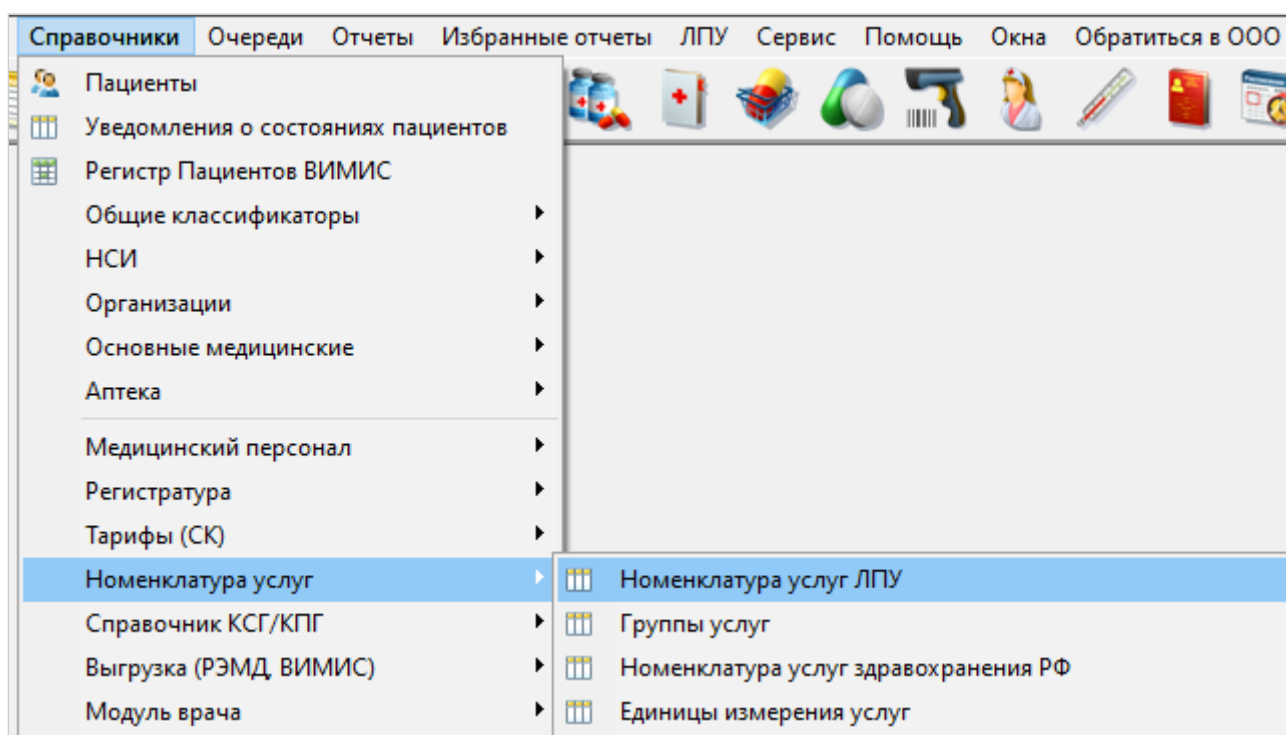 Справочники Очереди Отчеты Избранные отчеты ЛПУ Сервис Помощь Окна Обратиться в ООО
Пациенты
Уведомления о состояниях пациентов
Регистр Пациентов ВИМИС
Общие классификаторы
НСИ
Организации
Основные медицинские
Аптека
Медицинский персонал
Регистратура
Тарифы (СК)
Номенклатура услуг
Номенклатура услуг ЛПУ
Справочник КСГ/КПГ
Группы услуг
Выгрузка (РЭМД, ВИМИС)
Номенклатура услуг здравохранения РФ
Модуль врача
Единицы измерения услуг